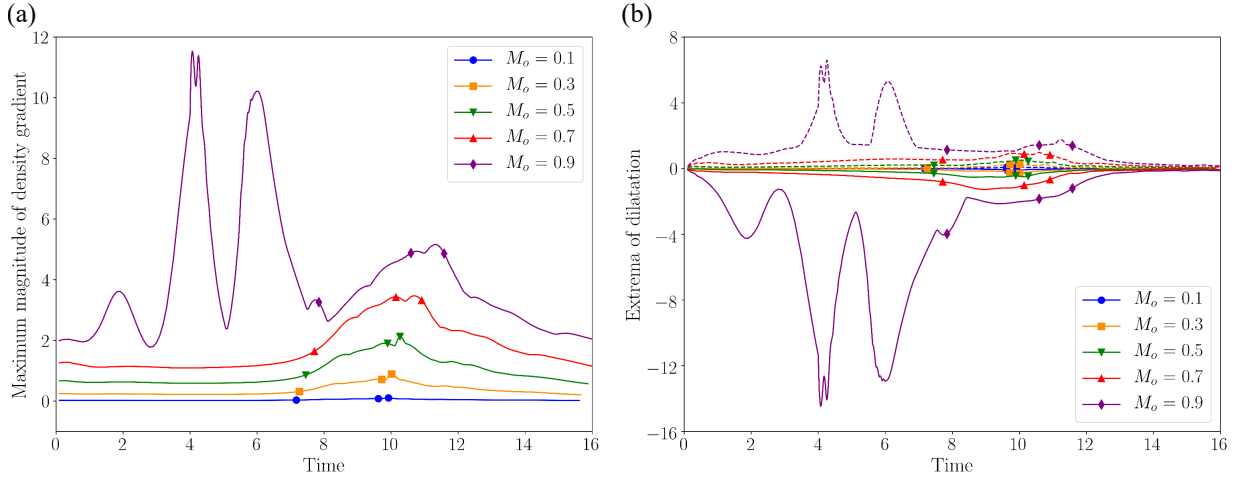 (a)
12
10
8
6
4
2
0
Maximum magnitude of density gradient
0 2 4 6 8 10 12 14 16
Time
M_o = 0.1
M_o = 0.3
M_o = 0.5
M_o = 0.7
M_o = 0.9
(b)
8
4
0
−4
−8
−12
−16
Extrema of dilatation
0 2 4 6 8 10 12 14 16
Time
M_o = 0.1
M_o = 0.3
M_o = 0.5
M_o = 0.7
M_o = 0.9